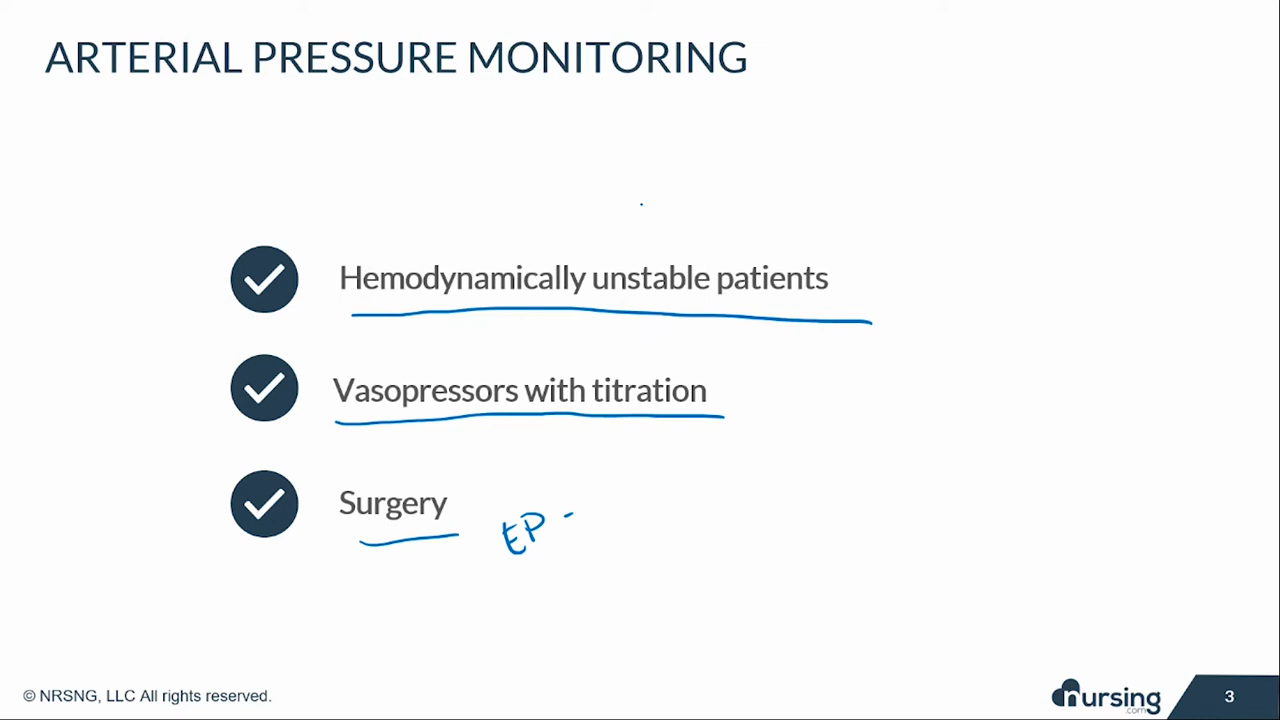 ARTERIAL PRESSURE MONITORING
Hemodynamically unstable patients
Vasopressors with titration
Surgery
EP -
© NRSNG, LLC All rights reserved.
nursing
.com
3